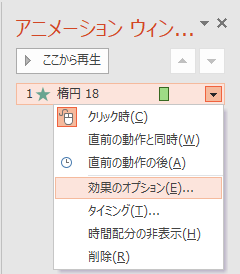 アニメーション ウィン...
ここから再生
1 楕円 18
クリック時(C)
直前の動作と同時(W)
直前の動作の後(A)
効果のオプション(E)...
タイミング(T)...
時間配分の非表示(H)
削除(R)